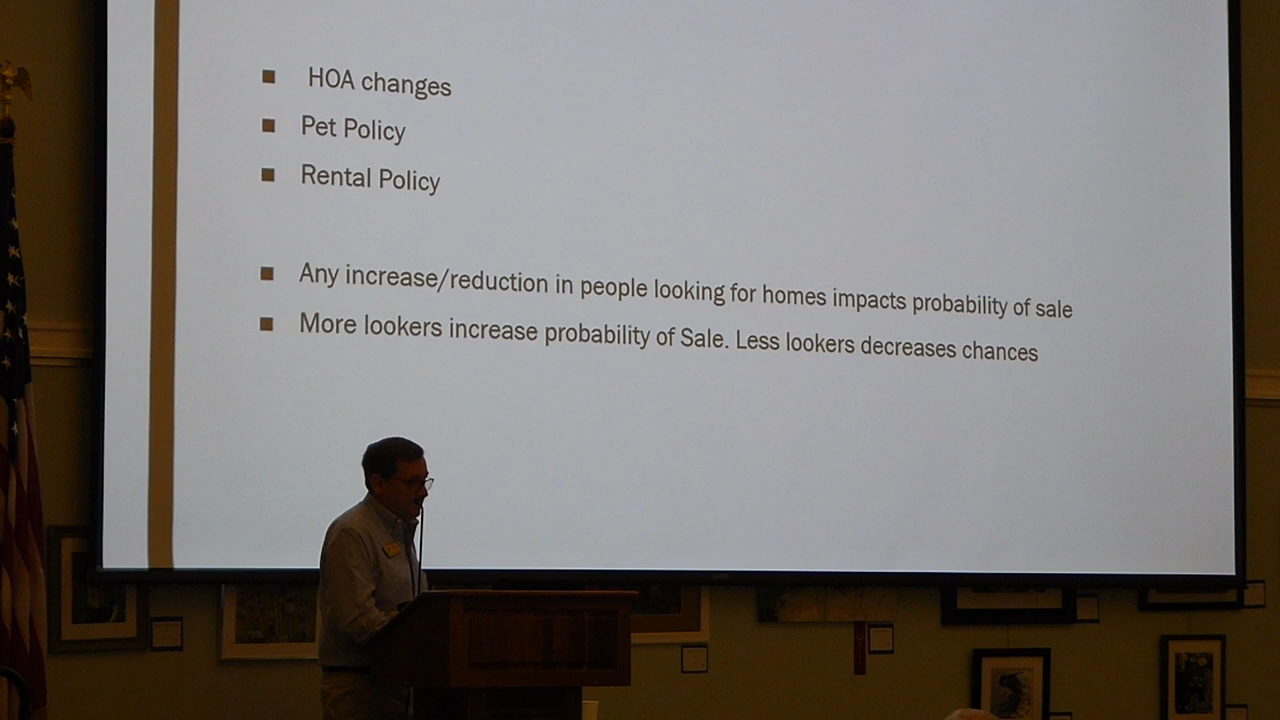 HOA changes
Pet Policy
Rental Policy
Any increase/reduction in people looking for homes impacts probability of sale
More lookers increase probability of Sale. Less lookers decreases chances